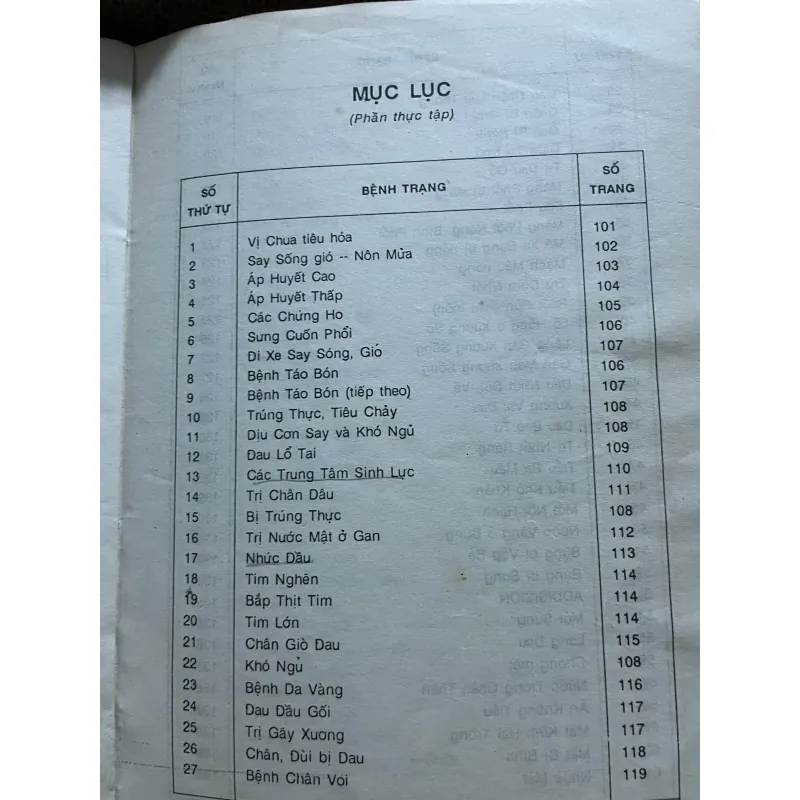 MỤC LỤC
(Phần thực tập)
SỐ THỨ TỰ BỆNH TRẠNG SỐ TRANG
1 Vị Chua tiêu hóa 101
2 Say Sống gió -- Nôn Mửa 102
3 Áp Huyết Cao 103
4 Áp Huyết Thấp 104
5 Các Chứng Ho 105
6 Sưng Cuốn Phổi 106
7 Đi Xe Say Sóng, Gió 107
8 Bệnh Táo Bón 106
9 Bệnh Táo Bón (tiếp theo) 107
10 Trúng Thực, Tiêu Chảy 108
11 Dịu Cơn Say và Khó Ngủ 108
12 Đau Lổ Tai 109
13 Các Trung Tâm Sinh Lực 110
14 Trị Chân Dâu 111
15 Bị Trúng Thực 108
16 Trị Nước Mật ở Gan 112
17 Nhức Đầu 113
18 Tim Nghên 114
19 Bắp Thịt Tim 114
20 Tim Lớn 114
21 Chân Giò Đau 115
22 Khó Ngủ 108
23 Bệnh Da Vàng 116
24 Dau Đầu Gối 117
25 Trị Gãy Xương 117
26 Chân, Dùi bị Đau 118
27 Bệnh Chân Voi 119